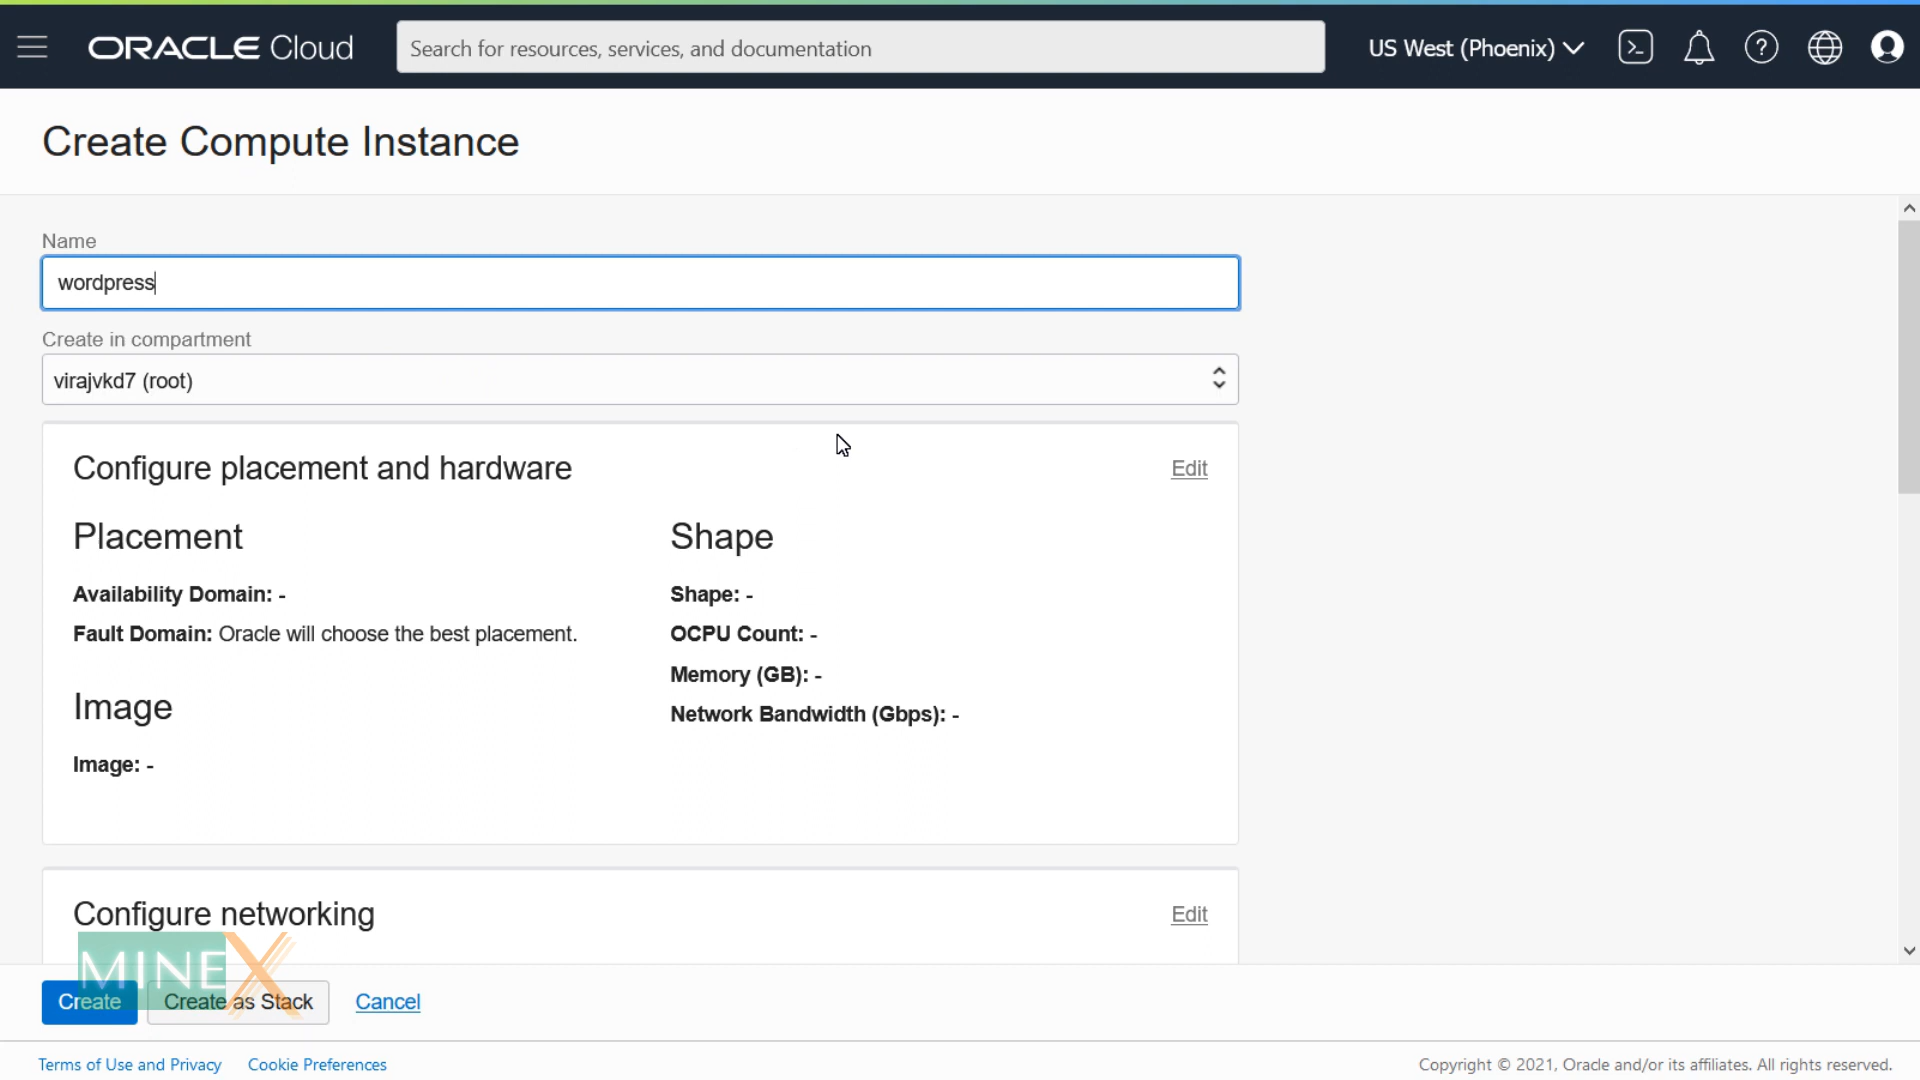 ORACLE Cloud
Search for resources, services, and documentation
US West (Phoenix)
Create Compute Instance
Name
wordpress
Create in compartment
virajvkd7 (root)
Configure placement and hardware
Edit
Placement
Availability Domain: -
Fault Domain: Oracle will choose the best placement.
Image
Image: -
Shape
Shape: -
OCPU Count: -
Memory (GB): -
Network Bandwidth (Gbps): -
Configure networking
Edit
MINEX
Create
Create as Stack
Cancel
Terms of Use and Privacy
Cookie Preferences
Copyright © 2021, Oracle and/or its affiliates. All rights reserved.